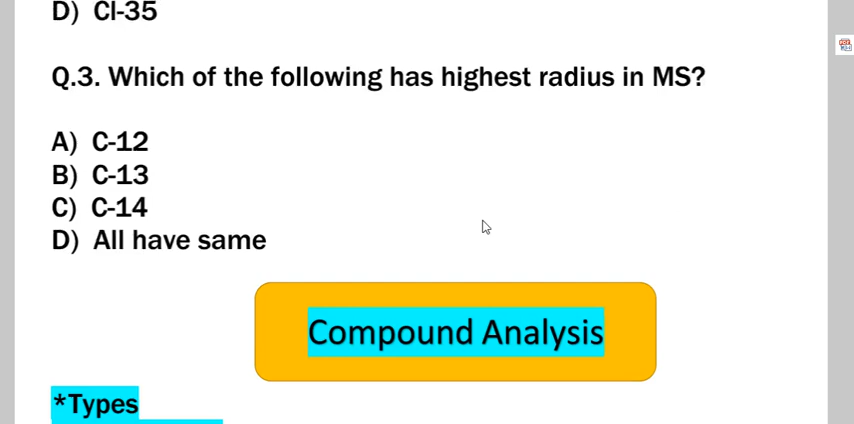 D) Cl-35
Q.3. Which of the following has highest radius in MS?
A) C-12
B) C-13
C) C-14
D) All have same
Compound Analysis
*Types